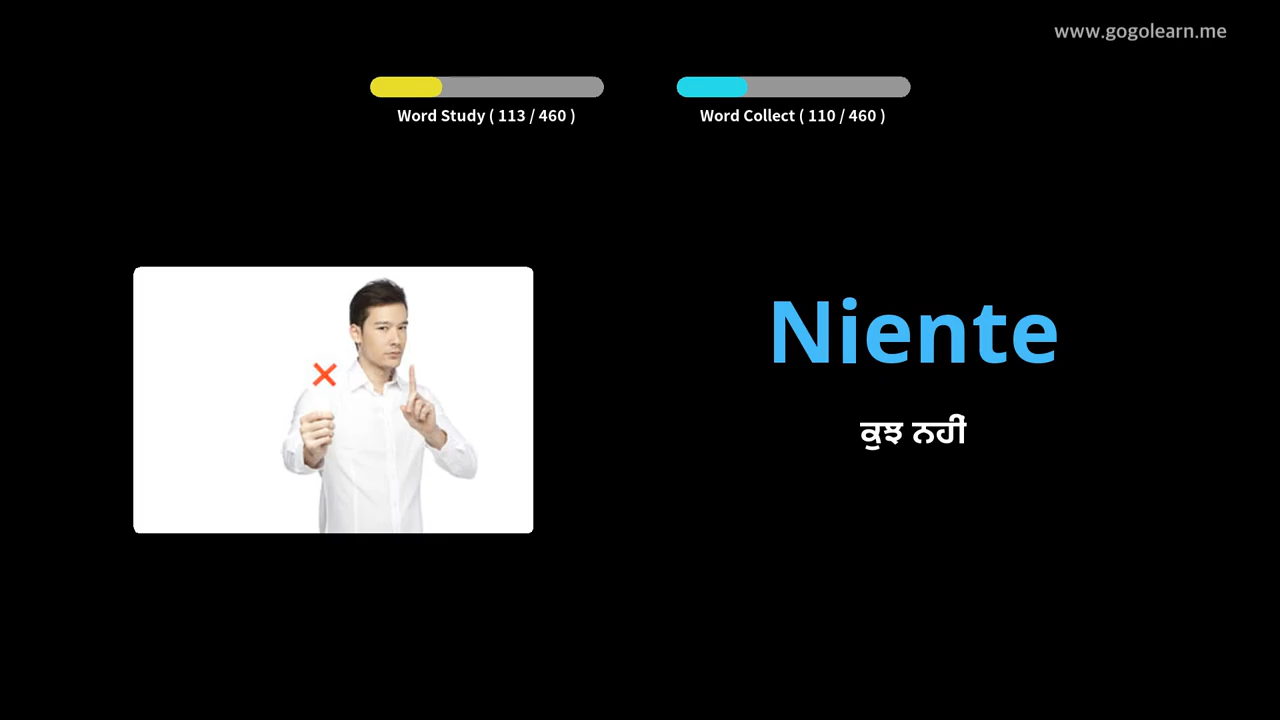 www.gogolearn.me
Word Study ( 113 / 460 )
Word Collect ( 110 / 460 )
Niente
ਕੁਝ ਨਹੀਂ